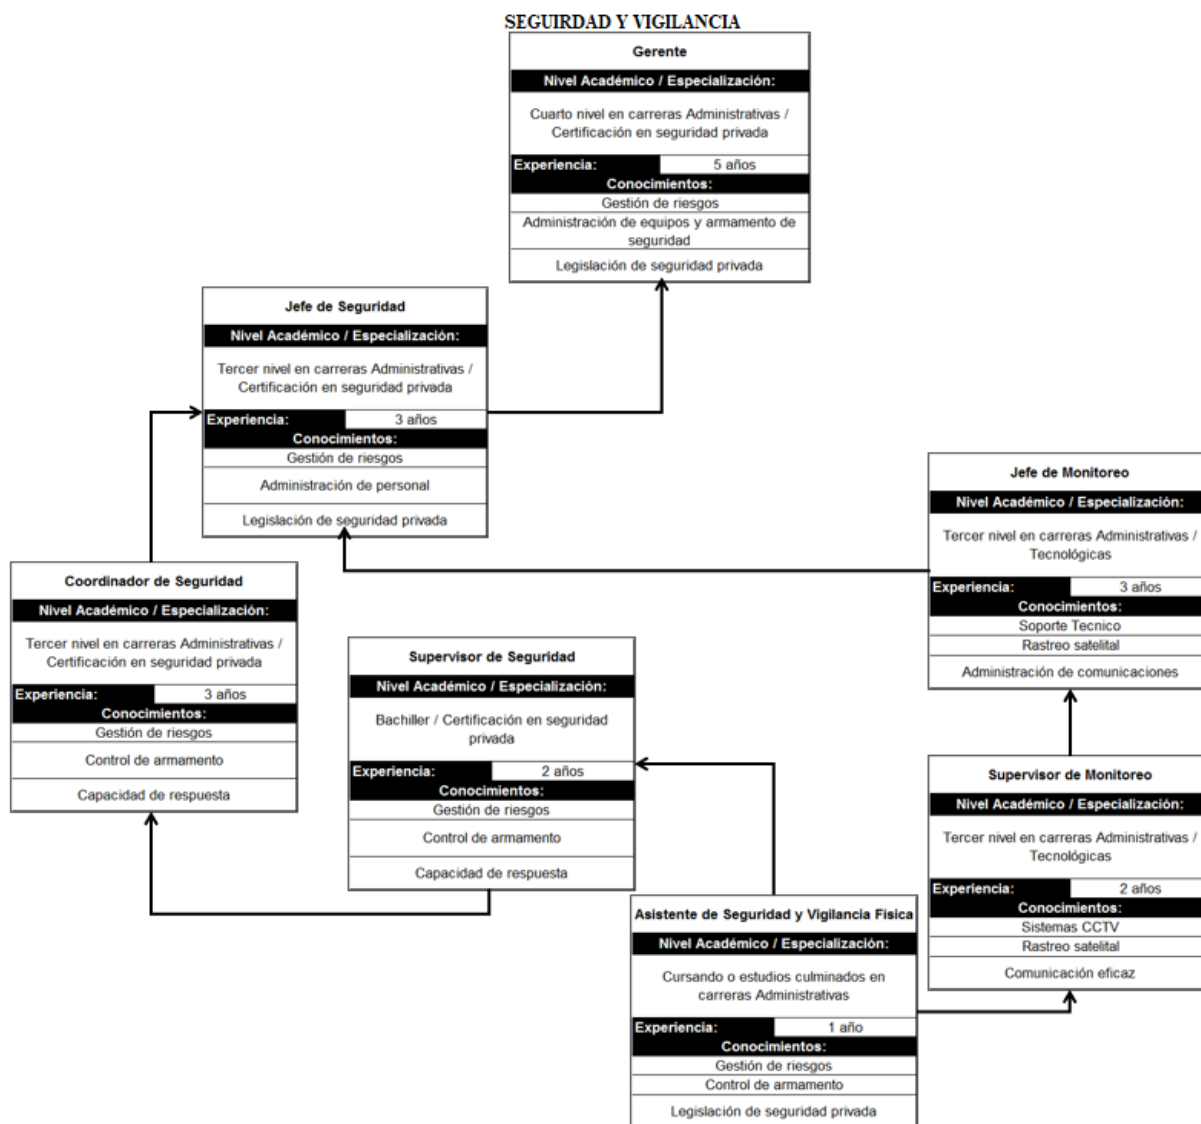 SEGUIRDAD Y VIGILANCIA
Gerente
Nivel Académico / Especialización:
Cuarto nivel en carreras Administrativas /
Certificación en seguridad privada
Experiencia: 5 años
Conocimientos:
Gestión de riesgos
Administración de equipos y armamento de
seguridad
Legislación de seguridad privada
Jefe de Seguridad
Nivel Académico / Especialización:
Tercer nivel en carreras Administrativas /
Certificación en seguridad privada
Experiencia: 3 años
Conocimientos:
Gestión de riesgos
Administración de personal
Legislación de seguridad privada
Jefe de Monitoreo
Nivel Académico / Especialización:
Tercer nivel en carreras Administrativas /
Tecnológicas
Experiencia: 3 años
Conocimientos:
Soporte Tecnico
Rastreo satelital
Administración de comunicaciones
Coordinador de Seguridad
Nivel Académico / Especialización:
Tercer nivel en carreras Administrativas /
Certificación en seguridad privada
Experiencia: 3 años
Conocimientos:
Gestión de riesgos
Control de armamento
Capacidad de respuesta
Supervisor de Seguridad
Nivel Académico / Especialización:
Bachiller / Certificación en seguridad
privada
Experiencia: 2 años
Conocimientos:
Gestión de riesgos
Control de armamento
Capacidad de respuesta
Supervisor de Monitoreo
Nivel Académico / Especialización:
Tercer nivel en carreras Administrativas /
Tecnológicas
Experiencia: 2 años
Conocimientos:
Sistemas CCTV
Rastreo satelital
Comunicación eficaz
Asistente de Seguridad y Vigilancia Física
Nivel Académico / Especialización:
Cursando o estudios culminados en
carreras Administrativas
Experiencia: 1 año
Conocimientos:
Gestión de riesgos
Control de armamento
Legislación de seguridad privada